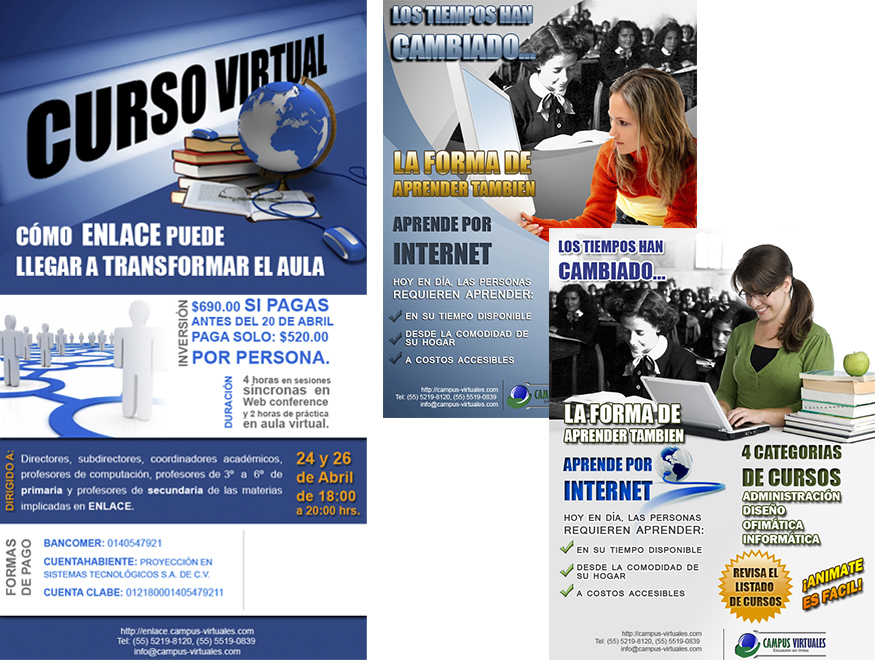 CURSO VIRTUAL
CÓMO ENLACE PUEDE
LLEGAR A TRANSFORMAR EL AULA
INVERSIÓN
$690.00 SI PAGAS
ANTES DEL 20 DE ABRIL
PAGA SOLO: $520.00
POR PERSONA.
DURACIÓN
4 horas en sesiones
síncronas en
Web conference
y 2 horas de práctica
en aula virtual.
DIRIGIDO A:
Directores, subdirectores, coordinadores académicos,
profesores de computación, profesores de 3º a 6º de
primaria y profesores de secundaria de las materias
implicadas en ENLACE.
24 y 26
de Abril
de 18:00
a 20:00 hrs.
FORMAS
DE PAGO
BANCOMER: 0140547921
CUENTAHABIENTE: PROYECCIÓN EN
SISTEMAS TECNOLÓGICOS S.A. DE C.V.
CUENTA CLABE: 012180001405479211
http://enlace.campus-virtuales.com
Tel: (55) 5219-8120, (55) 5519-0839
info@campus-virtuales.com
LOS TIEMPOS HAN
CAMBIADO...
LA FORMA DE
APRENDER TAMBIEN
APRENDE POR
INTERNET
HOY EN DÍA, LAS PERSONAS
REQUIEREN APRENDER:
EN SU TIEMPO DISPONIBLE
DESDE LA COMODIDAD DE
SU HOGAR
A COSTOS ACCESIBLES
http://campus-virtuales.com
Tel: (55) 5219-8120, (55) 5519-0839
info@campus-virtuales.com
LOS TIEMPOS HAN
CAMBIADO...
LA FORMA DE
APRENDER TAMBIEN
APRENDE POR
INTERNET
HOY EN DÍA, LAS PERSONAS
REQUIEREN APRENDER:
EN SU TIEMPO DISPONIBLE
DESDE LA COMODIDAD DE
SU HOGAR
A COSTOS ACCESIBLES
4 CATEGORIAS
DE CURSOS
ADMINISTRACIÓN
DISEÑO
OFIMÁTICA
INFORMÁTICA
REVISA EL
LISTADO
DE CURSOS
¡ANIMATE
ES FACIL!
http://campus-virtuales.com
Tel: (55) 5219-8120, (55) 5519-0839
info@campus-virtuales.com
CAMPUS VIRTUALES
Educación en línea